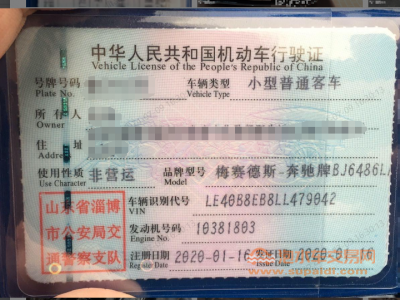 中华人民共和国机动车行驶证
Vehicle License of the People's Republic of China
号牌号码
Plate No.
车辆类型 小型普通客车
Vehicle Type
所有人
Owner
住址
Address
使用性质 非营运
Use Character
品牌型号 梅赛德斯-奔驰牌BJ6486L
Model
车辆识别代号 LE40B8EB8LL479042
VIN
发动机号码 10381803
Engine No.
注册日期 2020-01-16
Register Date
发证日期 2020-01-16
Issue Date
山东省淄博
市公安局交
通警察支队